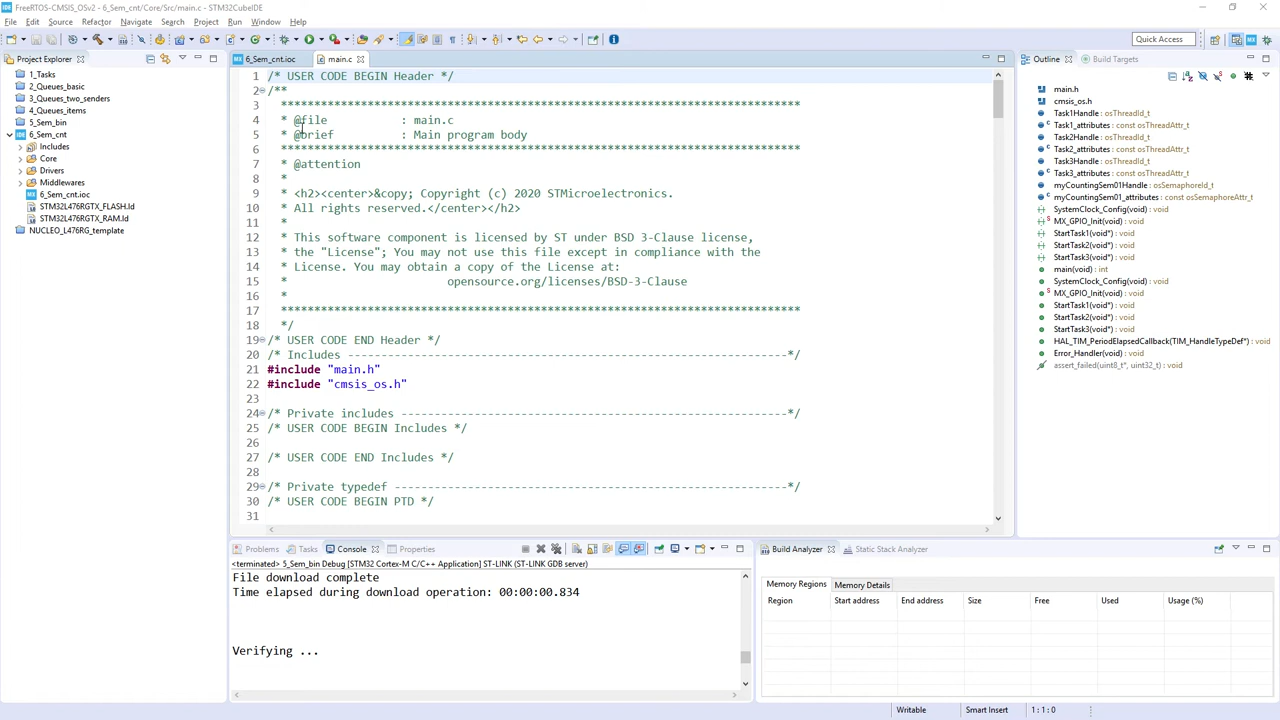 FreeRTOS-CMSIS_OSv2 - 6_Sem_cnt/Core/Src/main.c - STM32CubeIDE
File Edit Source Refactor Navigate Search Project Run Window Help
Quick Access
Project Explorer
1_Tasks
2_Queues_basic
3_Queues_two_senders
4_Queues_items
5_Sem_bin
6_Sem_cnt
Includes
Core
Drivers
Middlewares
6_Sem_cnt.ioc
STM32L476RGTX_FLASH.ld
STM32L476RGTX_RAM.ld
NUCLEO_L476RG_template
6_Sem_cnt.ioc main.c
1 /* USER CODE BEGIN Header */
2 /**
3 ******************************************************************************
4 * @file : main.c
5 * @brief : Main program body
6 ******************************************************************************
7 * @attention
8 *
9 * <h2><center>&copy; Copyright (c) 2020 STMicroelectronics.
10 * All rights reserved.</center></h2>
11 *
12 * This software component is licensed by ST under BSD 3-Clause license,
13 * the "License"; You may not use this file except in compliance with the
14 * License. You may obtain a copy of the License at:
15 * opensource.org/licenses/BSD-3-Clause
16 *
17 ******************************************************************************
18 */
19 /* USER CODE END Header */
20 /* Includes ------------------------------------------------------------------*/
21 #include "main.h"
22 #include "cmsis_os.h"
23
24 /* Private includes ----------------------------------------------------------*/
25 /* USER CODE BEGIN Includes */
26
27 /* USER CODE END Includes */
28
29 /* Private typedef -----------------------------------------------------------*/
30 /* USER CODE BEGIN PTD */
31
Outline Build Targets
main.h
cmsis_os.h
Task1Handle : osThreadId_t
Task1_attributes : const osThreadAttr_t
Task2Handle : osThreadId_t
Task2_attributes : const osThreadAttr_t
Task3Handle : osThreadId_t
Task3_attributes : const osThreadAttr_t
myCountingSem01Handle : osSemaphoreId_t
myCountingSem01_attributes : const osSemaphoreAttr_t
SystemClock_Config(void) : void
MX_GPIO_Init(void) : void
StartTask1(void*) : void
StartTask2(void*) : void
StartTask3(void*) : void
main(void) : int
SystemClock_Config(void) : void
MX_GPIO_Init(void) : void
StartTask1(void*) : void
StartTask2(void*) : void
StartTask3(void*) : void
HAL_TIM_PeriodElapsedCallback(TIM_HandleTypeDef*) : void
Error_Handler(void) : void
assert_failed(uint8_t*, uint32_t) : void
Problems Tasks Console Properties
<terminated> 5_Sem_bin Debug [STM32 Cortex-M C/C++ Application] ST-LINK (ST-LINK GDB server)
File download complete
Time elapsed during download operation: 00:00:00.834
Verifying ...
Build Analyzer Static Stack Analyzer
Memory Regions Memory Details
Region Start address End address Size Free Used Usage (%)
Writable Smart Insert 1 : 1 : 0